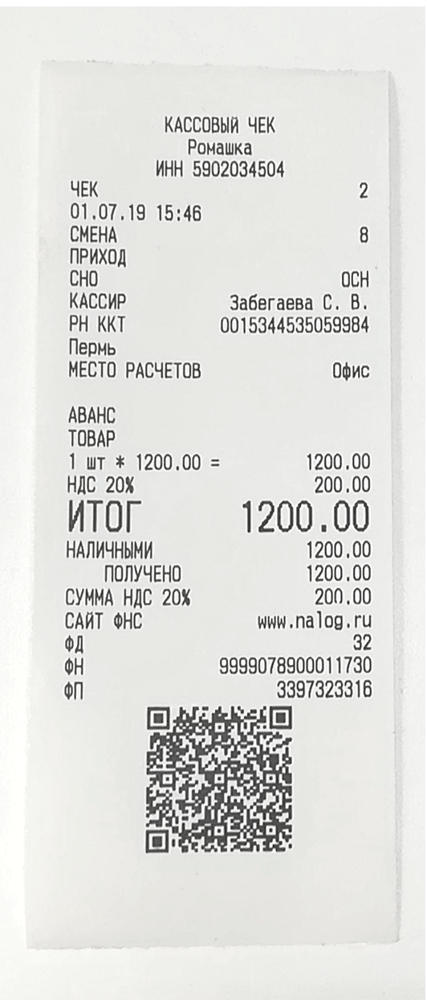 КАССОВЫЙ ЧЕК
Ромашка
ИНН 5902034504
ЧЕК 2
01.07.19 15:46
СМЕНА 8
ПРИХОД
СНО ОСН
КАССИР Забегаева С. В.
РН ККТ 0015344535059984
Пермь
МЕСТО РАСЧЕТОВ Офис
АВАНС
ТОВАР
1 шт * 1200.00 = 1200.00
НДС 20% 200.00
ИТОГ 1200.00
НАЛИЧНЫМИ 1200.00
ПОЛУЧЕНО 1200.00
СУММА НДС 20% 200.00
САЙТ ФНС www.nalog.ru
ФД 32
ФН 9999078900011730
ФП 3397323316